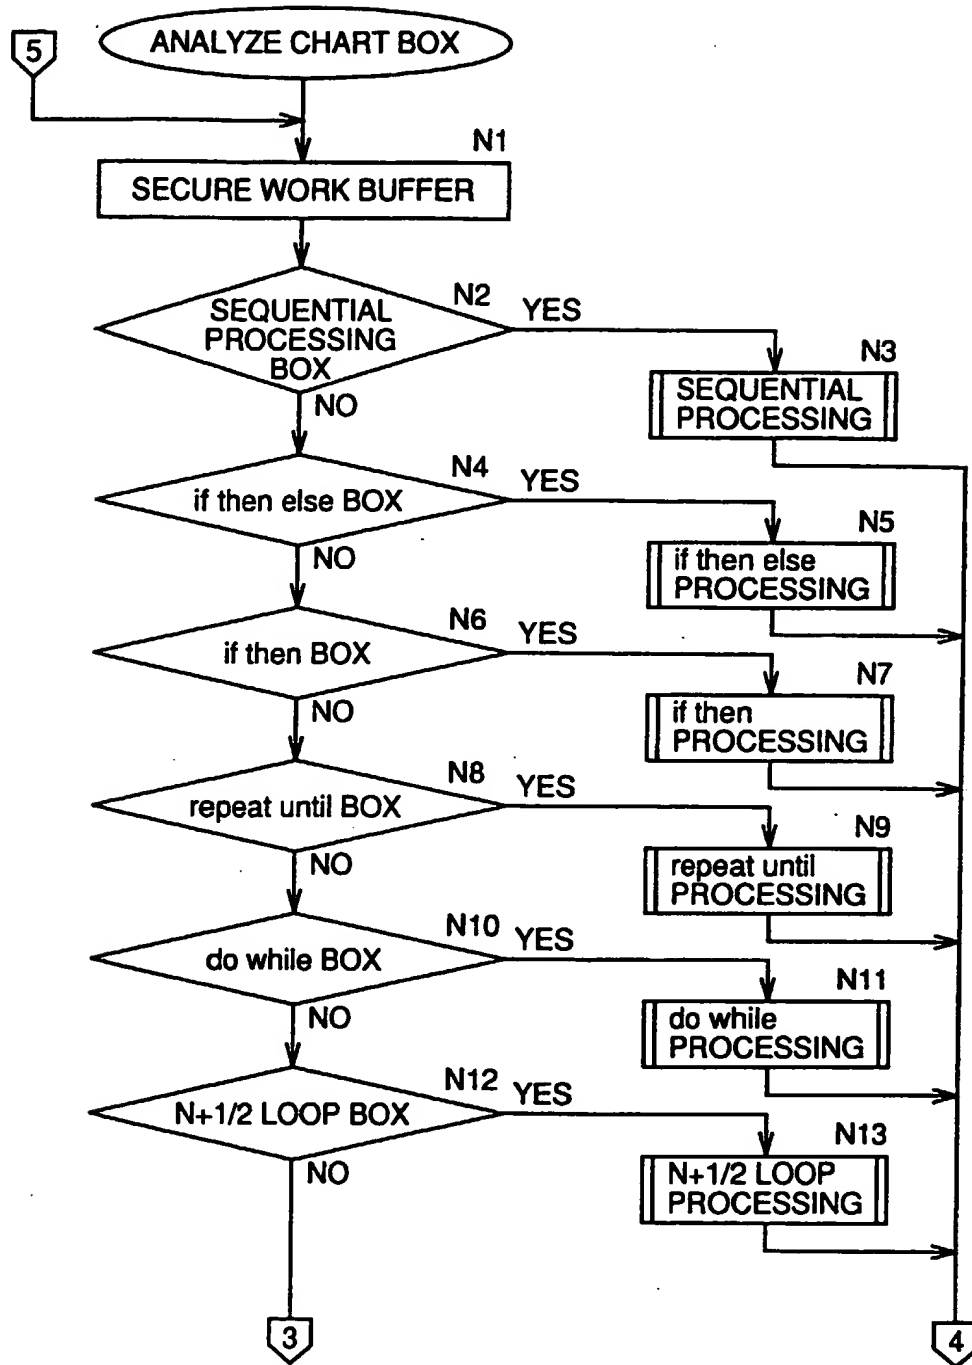 5
ANALYZE CHART BOX
N1
SECURE WORK BUFFER
SEQUENTIAL
PROCESSING
BOX
N2
YES
NO
N3
SEQUENTIAL
PROCESSING
if then else BOX
N4
YES
NO
N5
if then else
PROCESSING
if then BOX
N6
YES
NO
N7
if then
PROCESSING
repeat until BOX
N8
YES
NO
N9
repeat until
PROCESSING
do while BOX
N10
YES
NO
N11
do while
PROCESSING
N+1/2 LOOP BOX
N12
YES
NO
N13
N+1/2 LOOP
PROCESSING
3
4